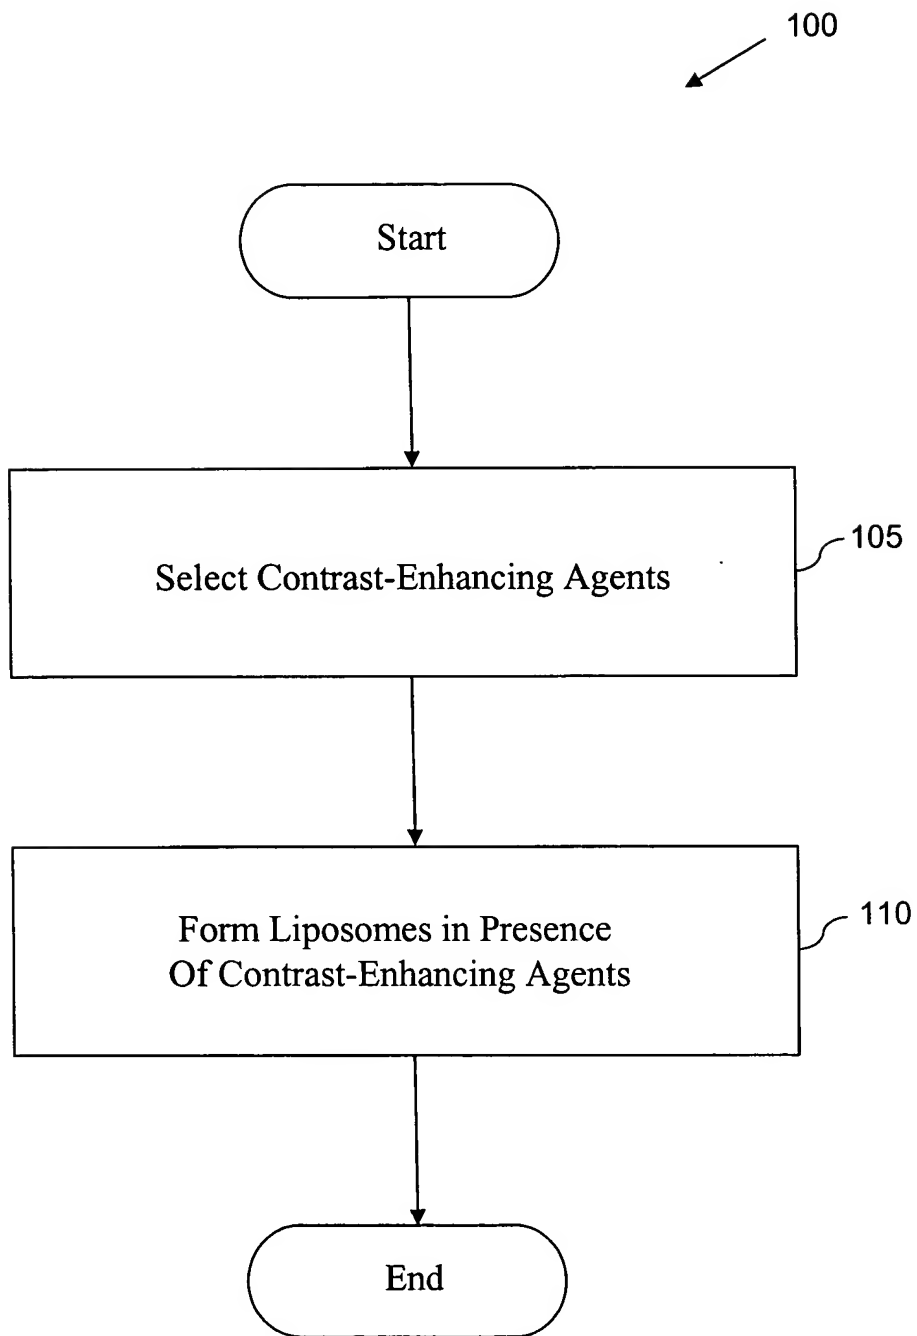 100
Start
Select Contrast-Enhancing Agents
105
Form Liposomes in Presence
Of Contrast-Enhancing Agents
110
End